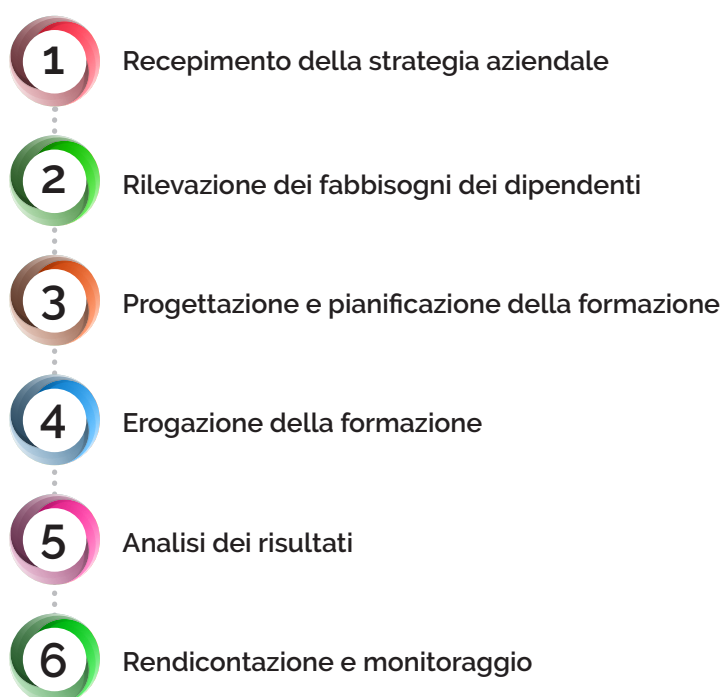 1
Recepimento della strategia aziendale
2
Rilevazione dei fabbisogni dei dipendenti
3
Progettazione e pianificazione della formazione
4
Erogazione della formazione
5
Analisi dei risultati
6
Rendicontazione e monitoraggio